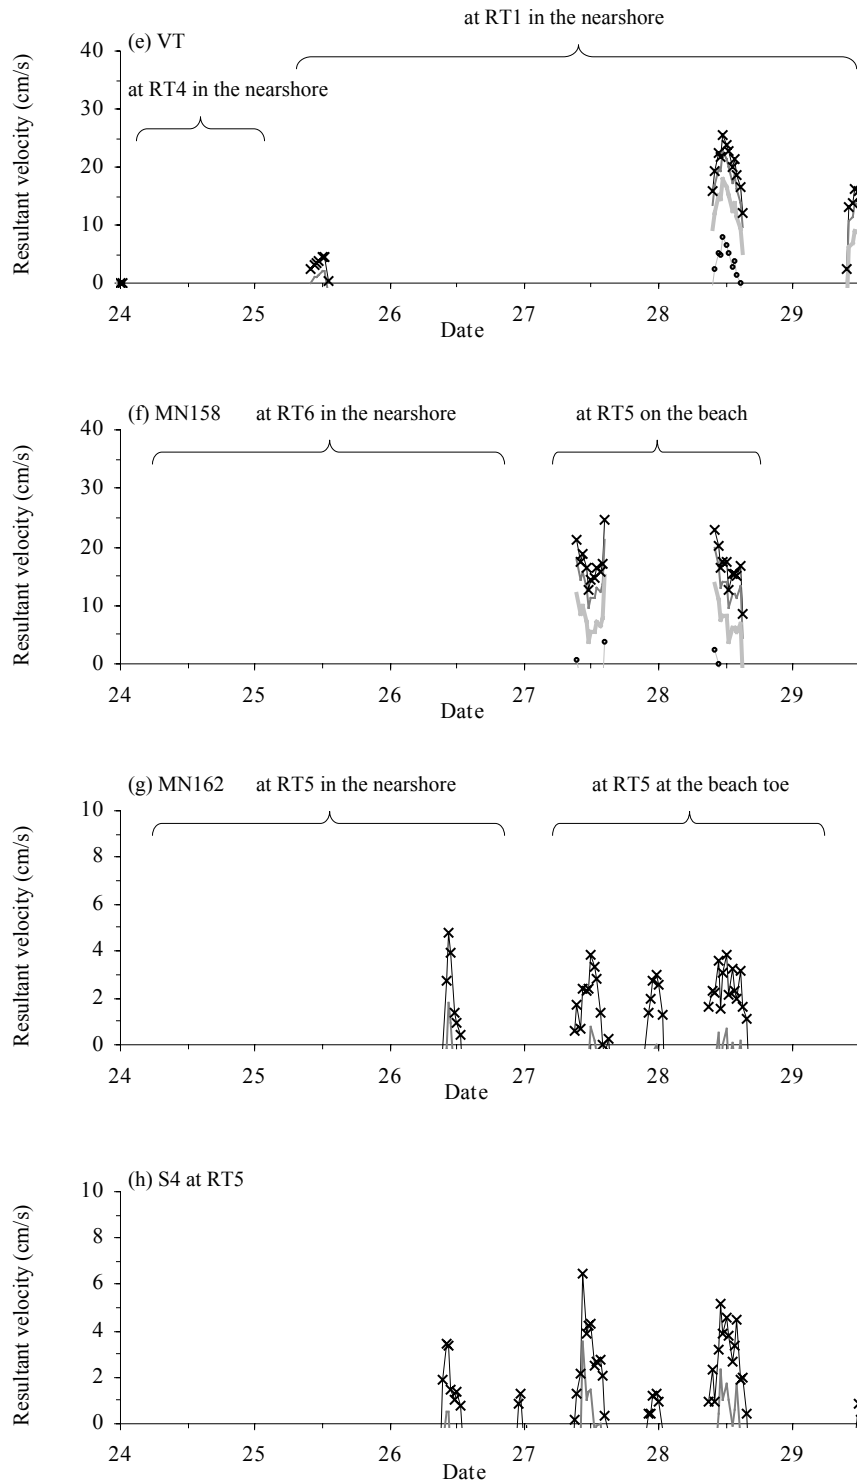 at RT1 in the nearshore
(e) VT
at RT4 in the nearshore
Resultant velocity (cm/s)
40
30
20
10
0
24 25 26 27 28 29
Date
(f) MN158 at RT6 in the nearshore at RT5 on the beach
Resultant velocity (cm/s)
40
30
20
10
0
24 25 26 27 28 29
Date
(g) MN162 at RT5 in the nearshore at RT5 at the beach toe
Resultant velocity (cm/s)
10
8
6
4
2
0
24 25 26 27 28 29
Date
(h) S4 at RT5
Resultant velocity (cm/s)
10
8
6
4
2
0
24 25 26 27 28 29
Date